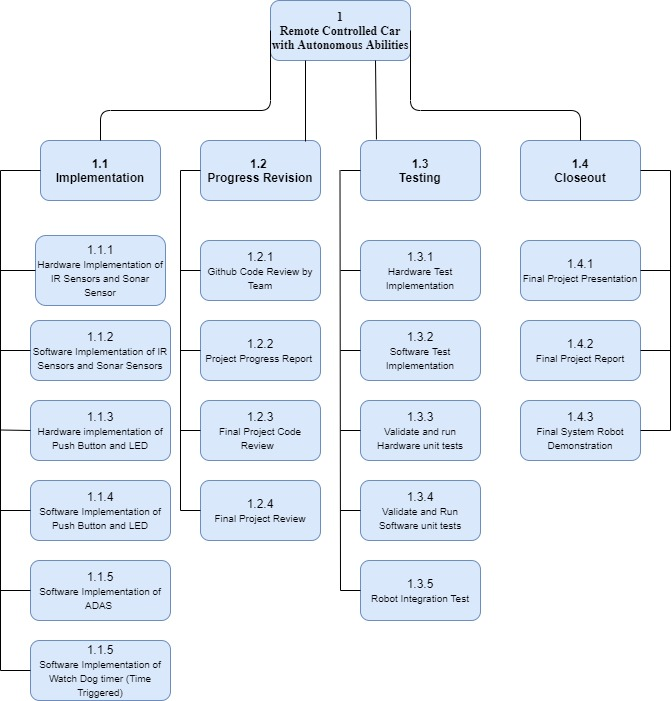 1
Remote Controlled Car
with Autonomous Abilities
1.1
Implementation
1.2
Progress Revision
1.3
Testing
1.4
Closeout
1.1.1
Hardware Implementation of
IR Sensors and Sonar
Sensor
1.1.2
Software Implementation of IR
Sensors and Sonar Sensors
1.1.3
Hardware implementation of
Push Button and LED
1.1.4
Software Implementation of
Push Button and LED
1.1.5
Software Implementation of
ADAS
1.1.5
Software Implementation of
Watch Dog timer (Time
Triggered)
1.2.1
Github Code Review by
Team
1.2.2
Project Progress Report
1.2.3
Final Project Code
Review
1.2.4
Final Project Review
1.3.1
Hardware Test
Implementation
1.3.2
Software Test
Implementation
1.3.3
Validate and run
Hardware unit tests
1.3.4
Validate and Run
Software unit tests
1.3.5
Robot Integration Test
1.4.1
Final Project Presentation
1.4.2
Final Project Report
1.4.3
Final System Robot
Demonstration